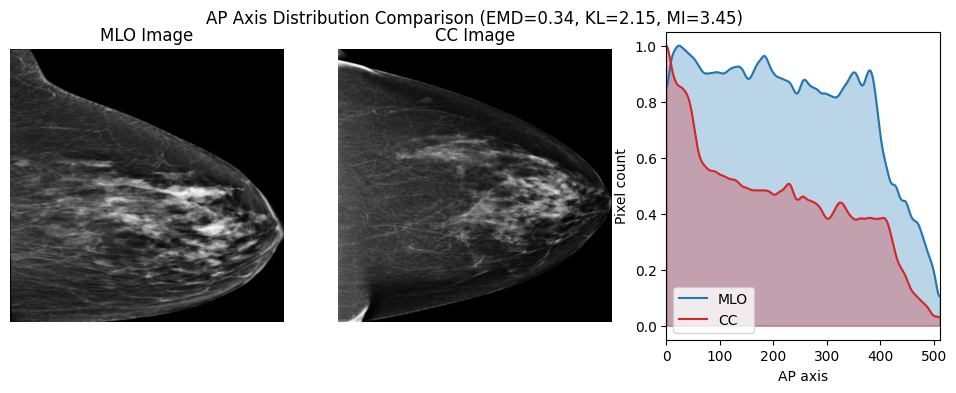 AP Axis Distribution Comparison (EMD=0.34, KL=2.15, MI=3.45)
MLO Image
CC Image
1.0
0.8
0.6
0.4
0.2
0.0
Pixel count
MLO
CC
0 100 200 300 400 500
AP axis